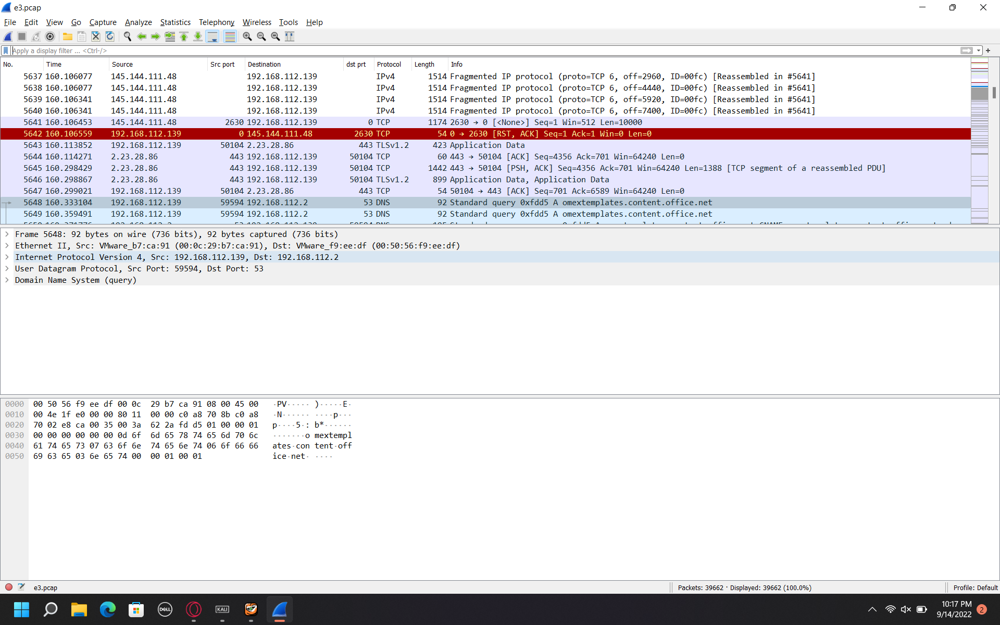 e3.pcap
File Edit View Go Capture Analyze Statistics Telephony Wireless Tools Help
Apply a display filter ... <Ctrl-/>
No. Time Source Src port Destination dst prt Protocol Length Info
5637 160.106077 145.144.111.48 192.168.112.139 IPv4 1514 Fragmented IP protocol (proto=TCP 6, off=2960, ID=00fc) [Reassembled in #5641]
5638 160.106077 145.144.111.48 192.168.112.139 IPv4 1514 Fragmented IP protocol (proto=TCP 6, off=4440, ID=00fc) [Reassembled in #5641]
5639 160.106341 145.144.111.48 192.168.112.139 IPv4 1514 Fragmented IP protocol (proto=TCP 6, off=5920, ID=00fc) [Reassembled in #5641]
5640 160.106341 145.144.111.48 192.168.112.139 IPv4 1514 Fragmented IP protocol (proto=TCP 6, off=7400, ID=00fc) [Reassembled in #5641]
5641 160.106453 145.144.111.48 2630 192.168.112.139 0 TCP 1174 2630 → 0 [<None>] Seq=1 Win=512 Len=10000
5642 160.106559 192.168.112.139 0 145.144.111.48 2630 TCP 54 0 → 2630 [RST, ACK] Seq=1 Ack=1 Win=0 Len=0
5643 160.113852 192.168.112.139 50104 2.23.28.86 443 TLSv1.2 423 Application Data
5644 160.114271 2.23.28.86 443 192.168.112.139 50104 TCP 60 443 → 50104 [ACK] Seq=4356 Ack=701 Win=64240 Len=0
5645 160.298429 2.23.28.86 443 192.168.112.139 50104 TCP 1442 443 → 50104 [PSH, ACK] Seq=4356 Ack=701 Win=64240 Len=1388 [TCP segment of a reassembled PDU]
5646 160.298867 2.23.28.86 443 192.168.112.139 50104 TLSv1.2 899 Application Data, Application Data
5647 160.299021 192.168.112.139 50104 2.23.28.86 443 TCP 54 50104 → 443 [ACK] Seq=701 Ack=6589 Win=64240 Len=0
5648 160.333104 192.168.112.139 59594 192.168.112.2 53 DNS 92 Standard query 0xfdd5 A omextemplates.content.office.net
5649 160.359491 192.168.112.139 59594 192.168.112.2 53 DNS 92 Standard query 0xfdd5 A omextemplates.content.office.net
Frame 5648: 92 bytes on wire (736 bits), 92 bytes captured (736 bits)
Ethernet II, Src: VMware_b7:ca:91 (00:0c:29:b7:ca:91), Dst: VMware_f9:ee:df (00:50:56:f9:ee:df)
Internet Protocol Version 4, Src: 192.168.112.139, Dst: 192.168.112.2
User Datagram Protocol, Src Port: 59594, Dst Port: 53
Domain Name System (query)
0000 00 50 56 f9 ee df 00 0c 29 b7 ca 91 08 00 45 00 ·PV····· )·····E·
0010 00 4e 1f e0 00 00 80 11 00 00 c0 a8 70 8b c0 a8 ·N······ ····p···
0020 70 02 e8 ca 00 35 00 3a 62 2a fd d5 01 00 00 01 p····5·: b*······
0030 00 00 00 00 00 00 0d 6f 6d 65 78 74 65 6d 70 6c ·······o mextempl
0040 61 74 65 73 07 63 6f 6e 74 65 6e 74 06 6f 66 66 ates·con tent·off
0050 69 63 65 03 6e 65 74 00 00 01 00 01 ice·net· ····
e3.pcap Packets: 39662 · Displayed: 39662 (100.0%) Profile: Default
DELL KALI 10:17 PM
9/14/2022 2